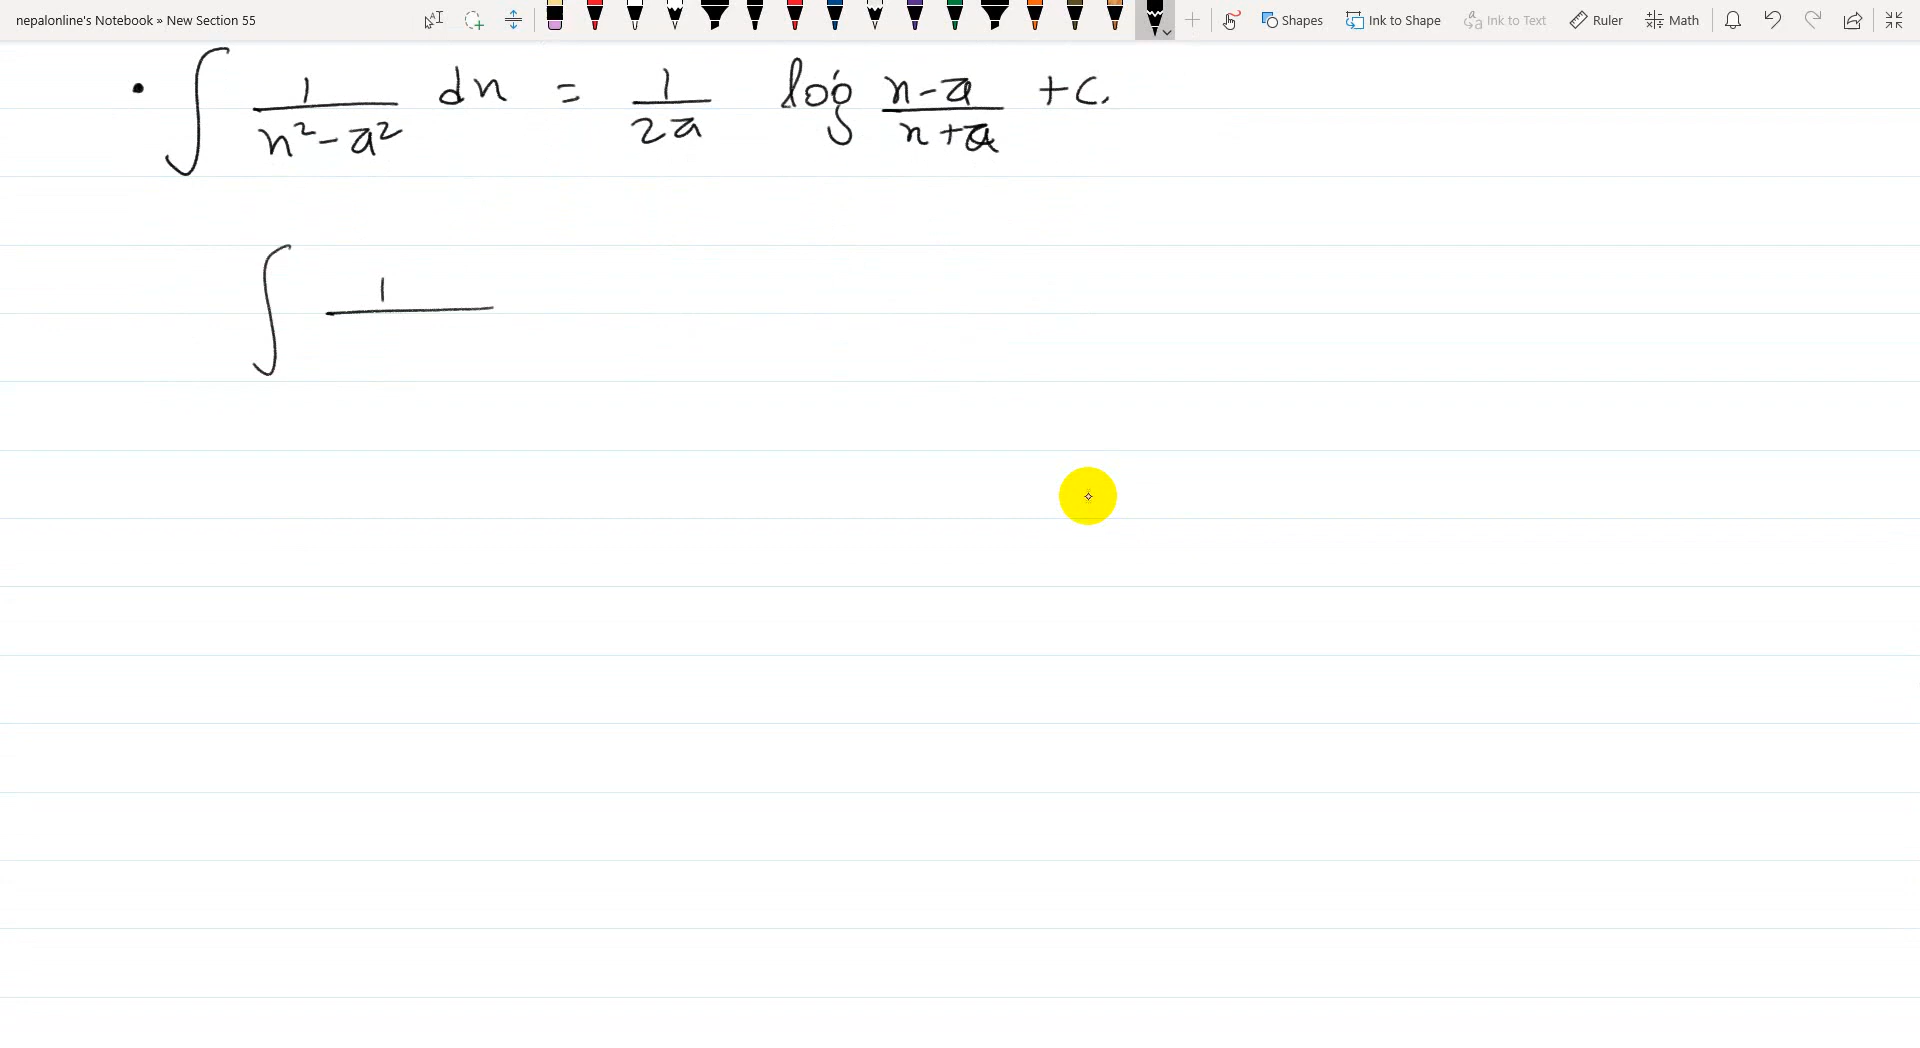 nepalonline's Notebook » New Section 55
Shapes
Ink to Shape
Ink to Text
Ruler
Math
• ∫ 1/(x² - a²) dx = 1/2a log (x - a)/(x + a) + c.
∫ 1/